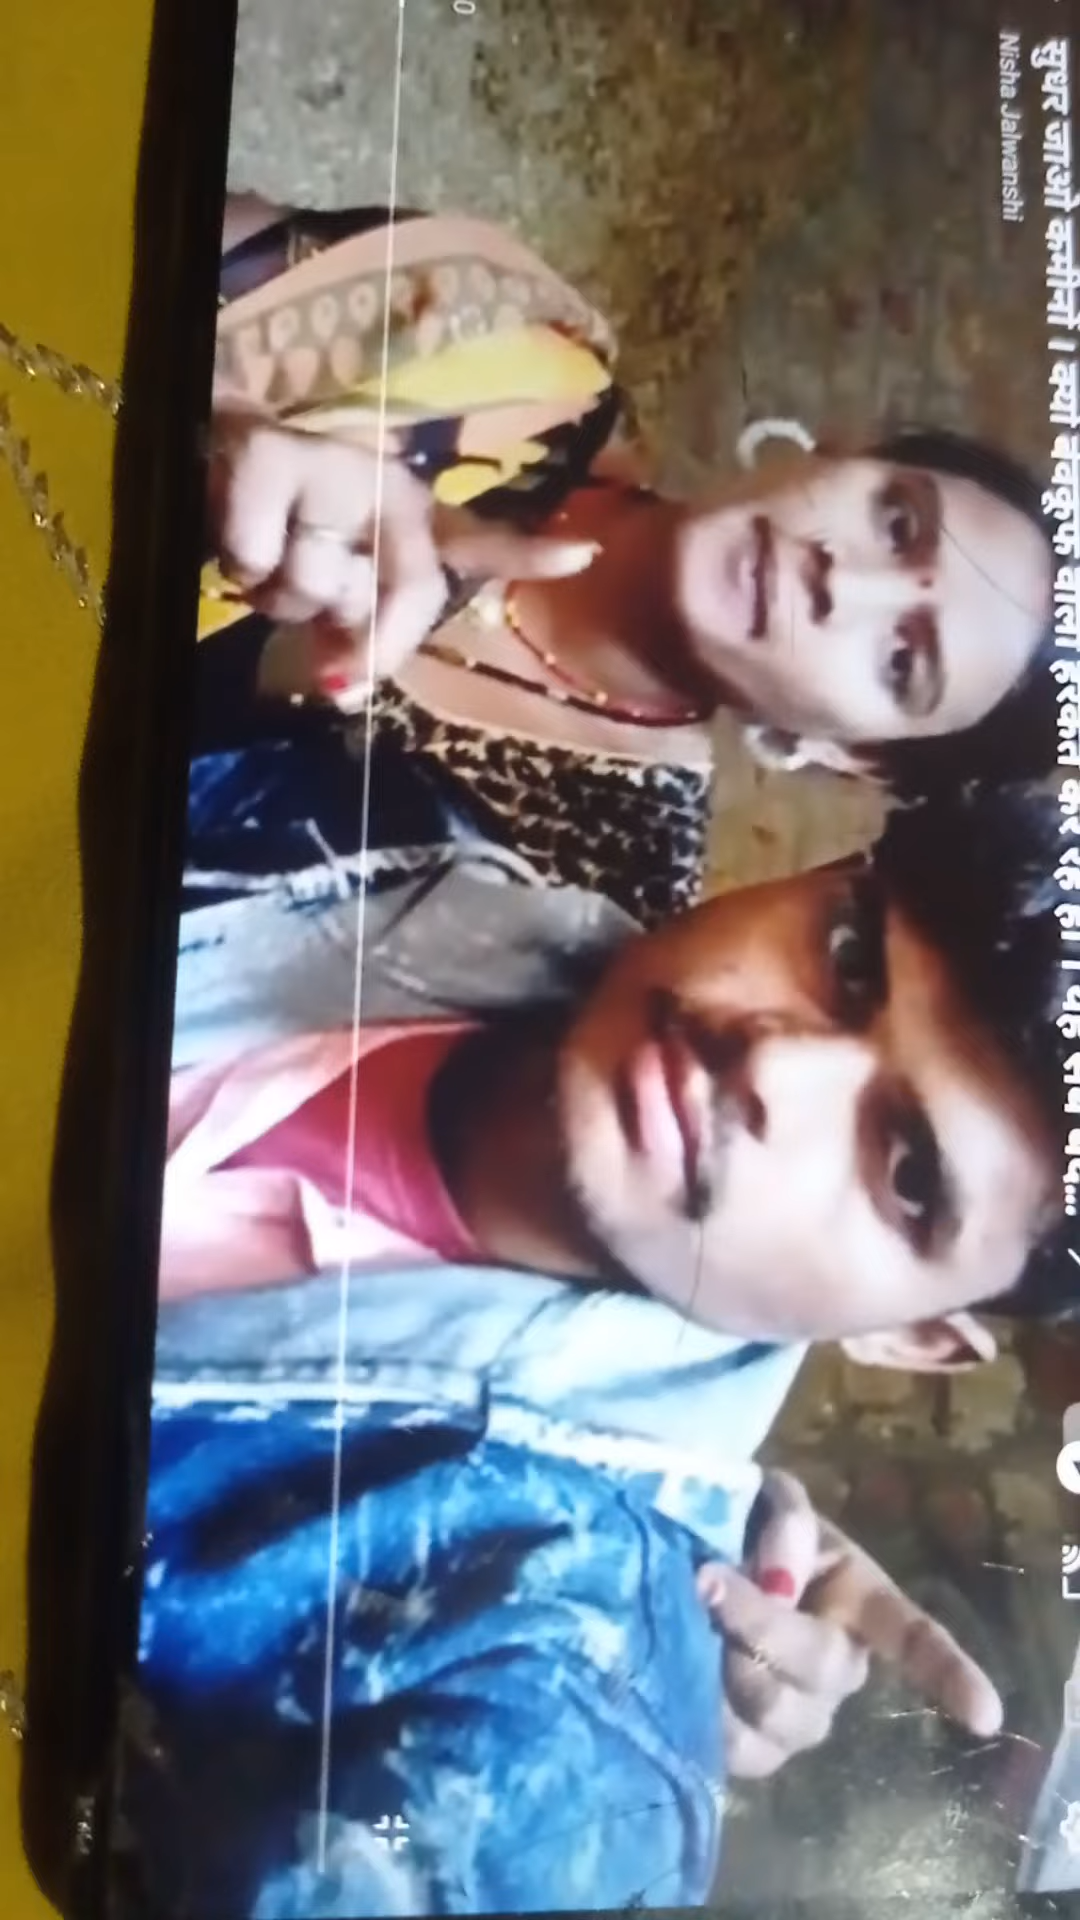 सुधर जाओ कमीनों । क्यों बेवकूफ वाला हरकत कर रहे हो । यह सब बंद...
Nisha Jalwanshi